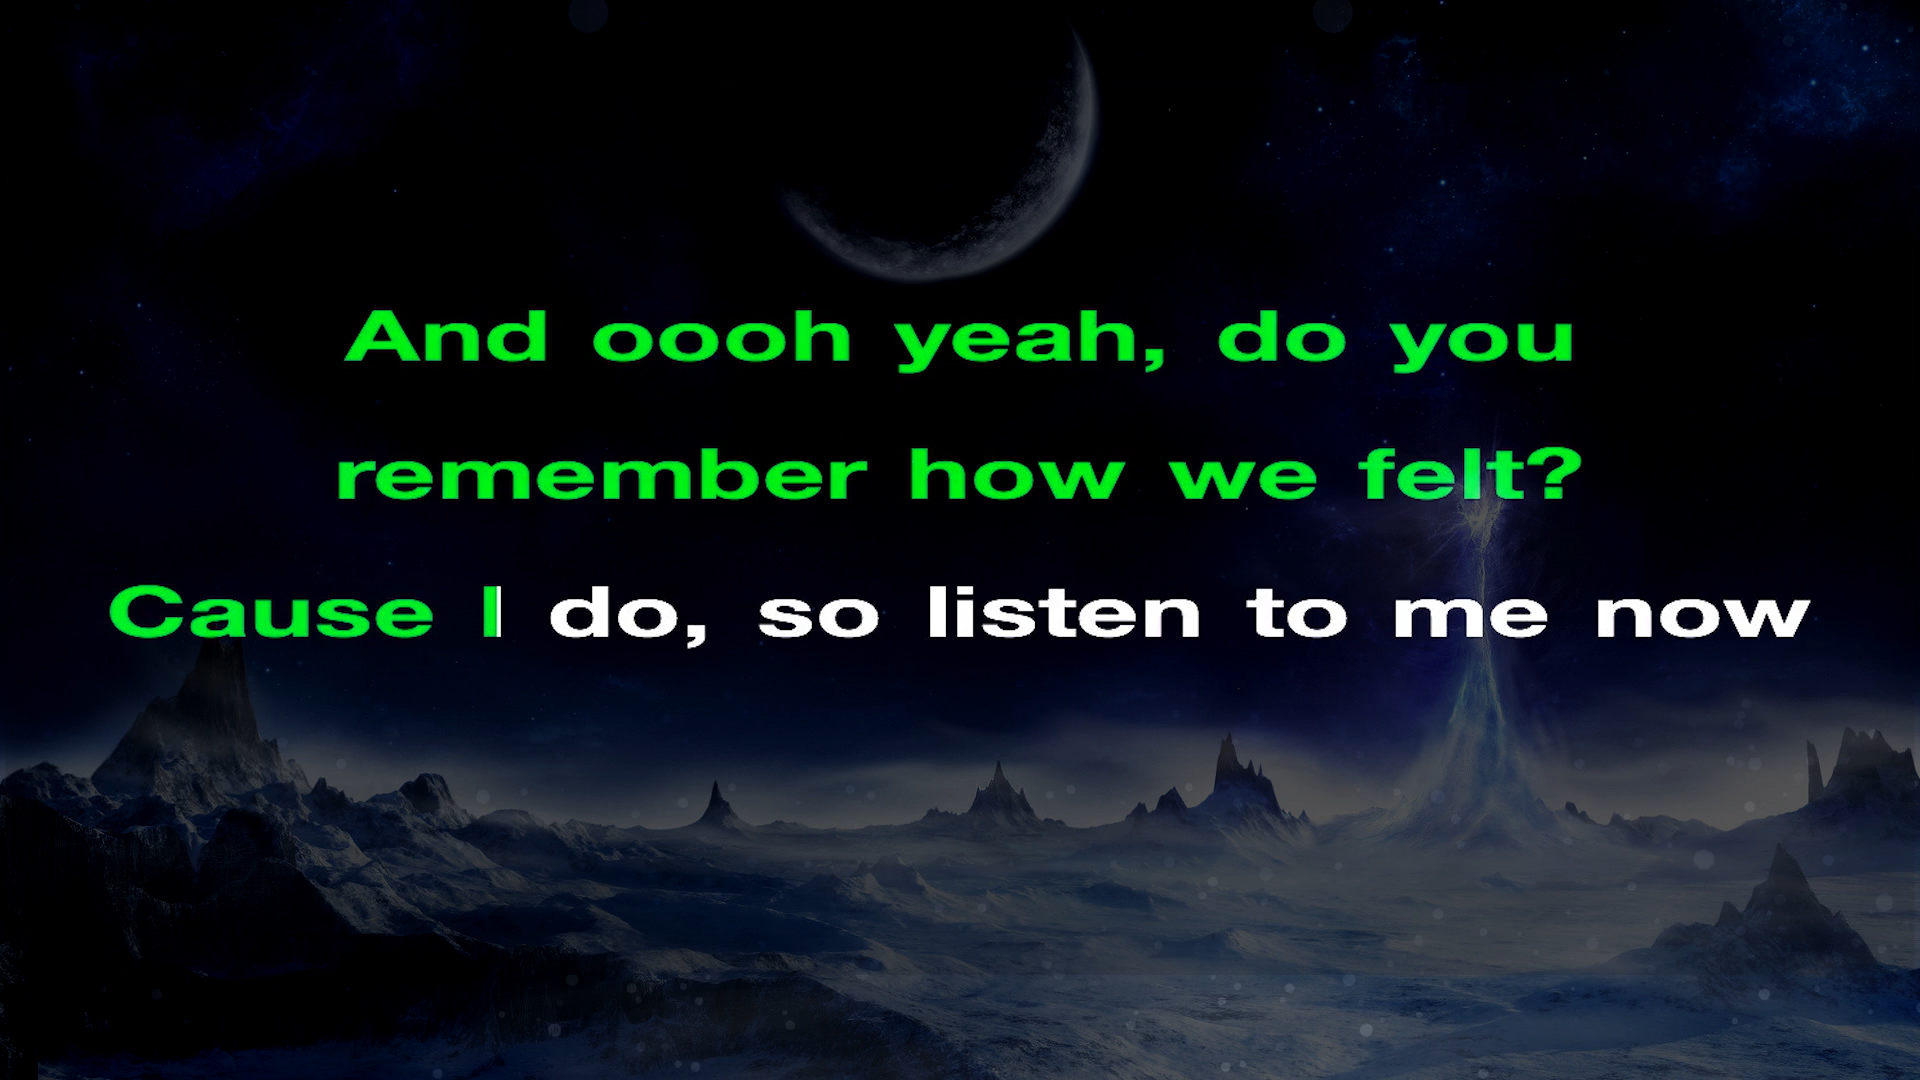 And oooh yeah, do you
remember how we felt?
Cause I do, so listen to me now